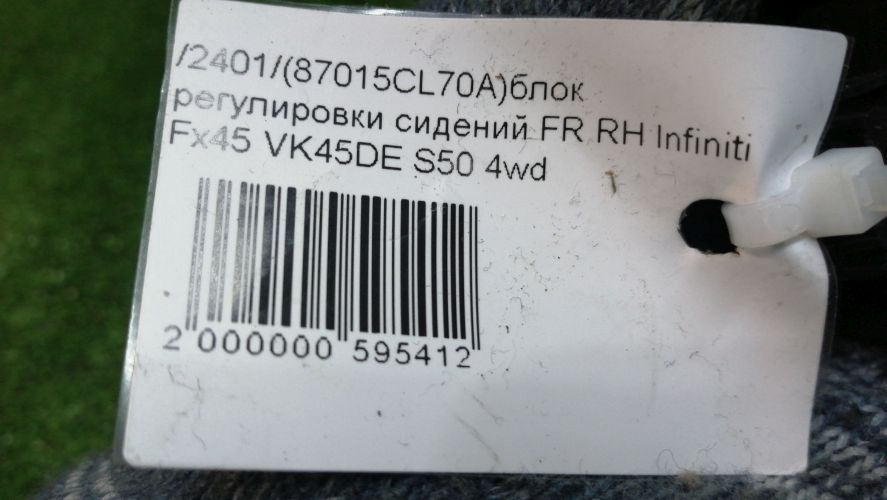 /2401/(87015CL70A)блок
регулировки сидений FR RH Infiniti
Fx45 VK45DE S50 4wd
2 000000 595412